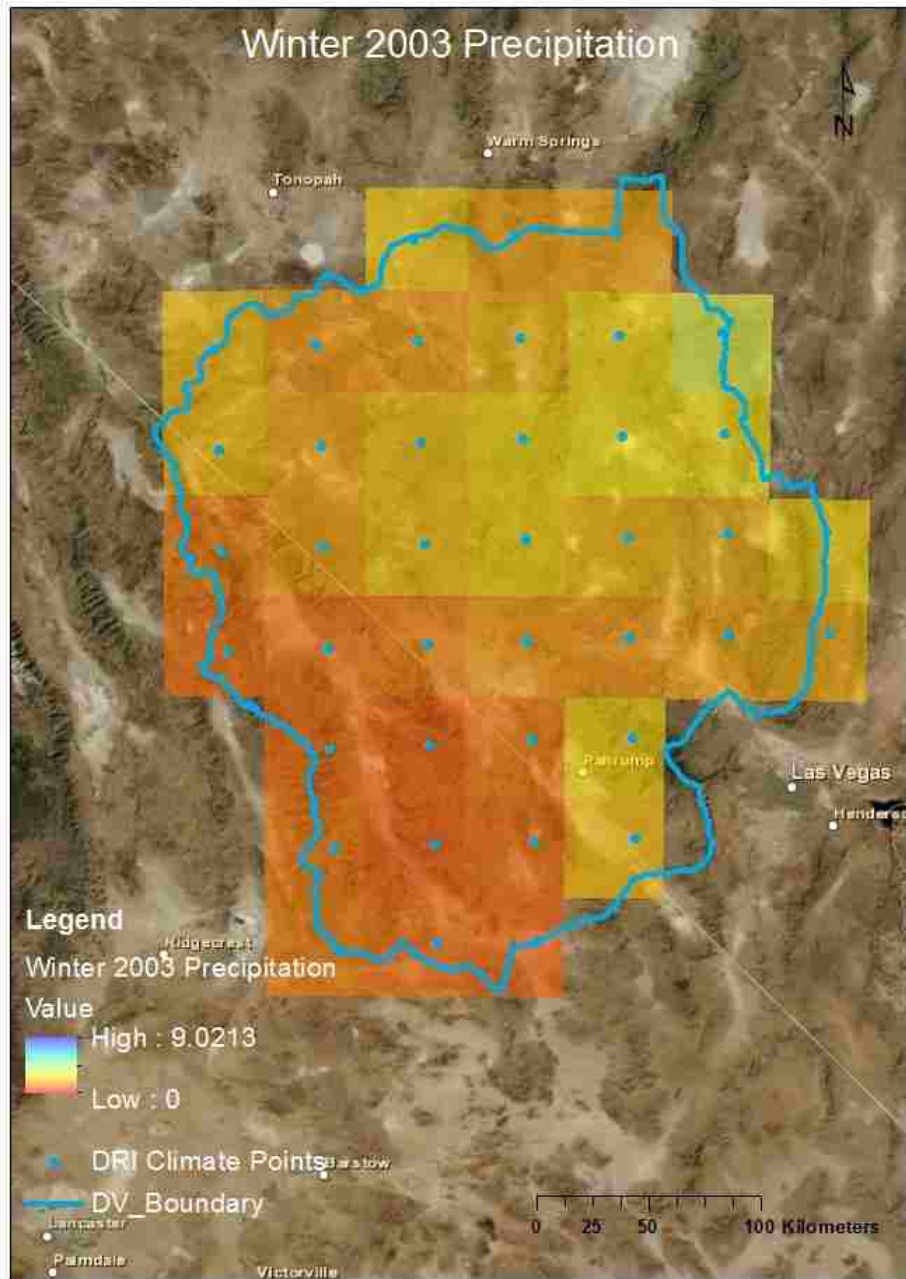 Winter 2003 Precipitation
N
Warm Springs
Tonopah
Pahrump
Las Vegas
Henderso
Legend
Ridgecrest
Winter 2003 Precipitation
Value
High : 9.0213
Low : 0
DRI Climate Points
Barstow
DV_Boundary
0 25 50 100 Kilometers
Lancaster
Palmdale
Victorville